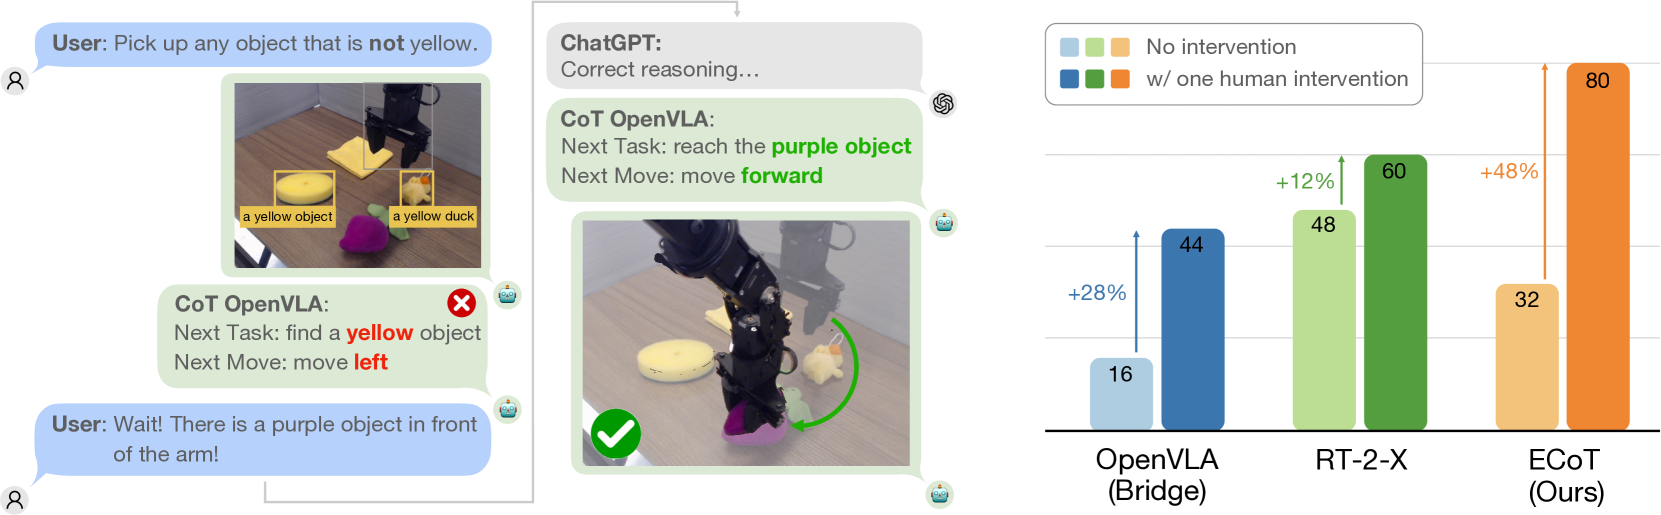 User: Pick up any object that is not yellow.
a yellow object
a yellow duck
CoT OpenVLA:
Next Task: find a yellow object
Next Move: move left
User: Wait! There is a purple object in front
of the arm!
ChatGPT:
Correct reasoning...
CoT OpenVLA:
Next Task: reach the purple object
Next Move: move forward
No intervention
w/ one human intervention
+28%
16
44
+12%
48
60
+48%
32
80
OpenVLA
(Bridge)
RT-2-X
ECoT
(Ours)